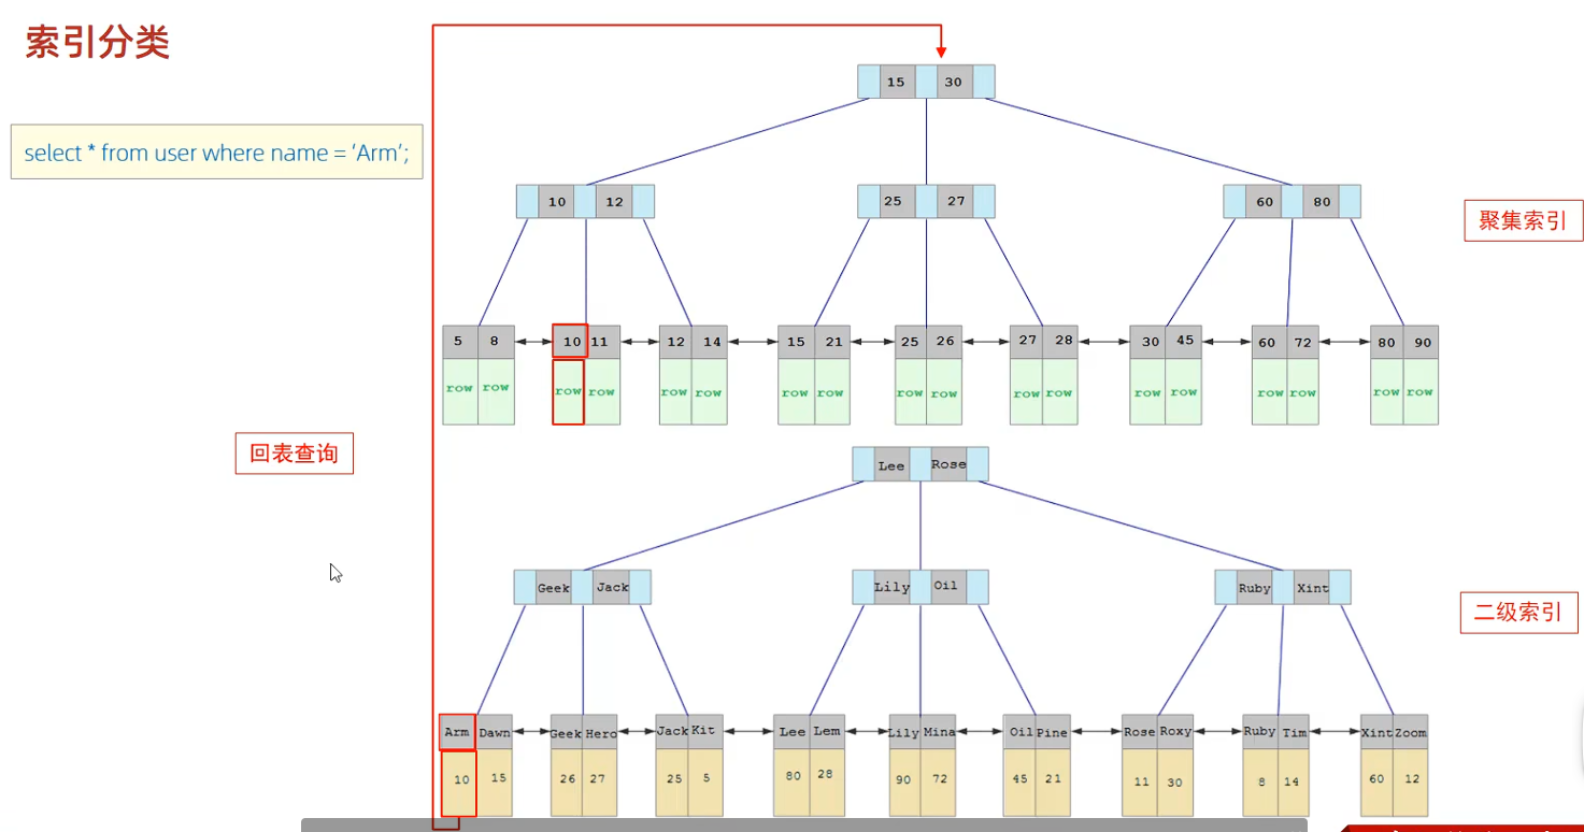 索引分类
select * from user where name = ‘Arm’;
15 30
10 12 25 27 60 80
聚集索引
5 8 10 11 12 14 15 21 25 26 27 28 30 45 60 72 80 90
row row row row row row row row row row row row row row row row row row
回表查询
Lee Rose
Geek Jack Lily Oil Ruby Xint
二级索引
Arm Dawn Geek Hero Jack Kit Lee Lem Lily Mina Oil Pine Rose Roxy Ruby Tim Xint Zoom
10 15 26 27 25 5 80 28 90 72 45 21 11 30 8 14 60 12